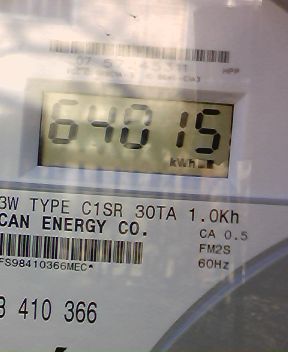 64015
kWh
3W TYPE C1SR 30TA 1.0Kh
CAN ENERGY CO.
CA 0.5
FM2S
FS98410366MEC*
60Hz
8 410 366